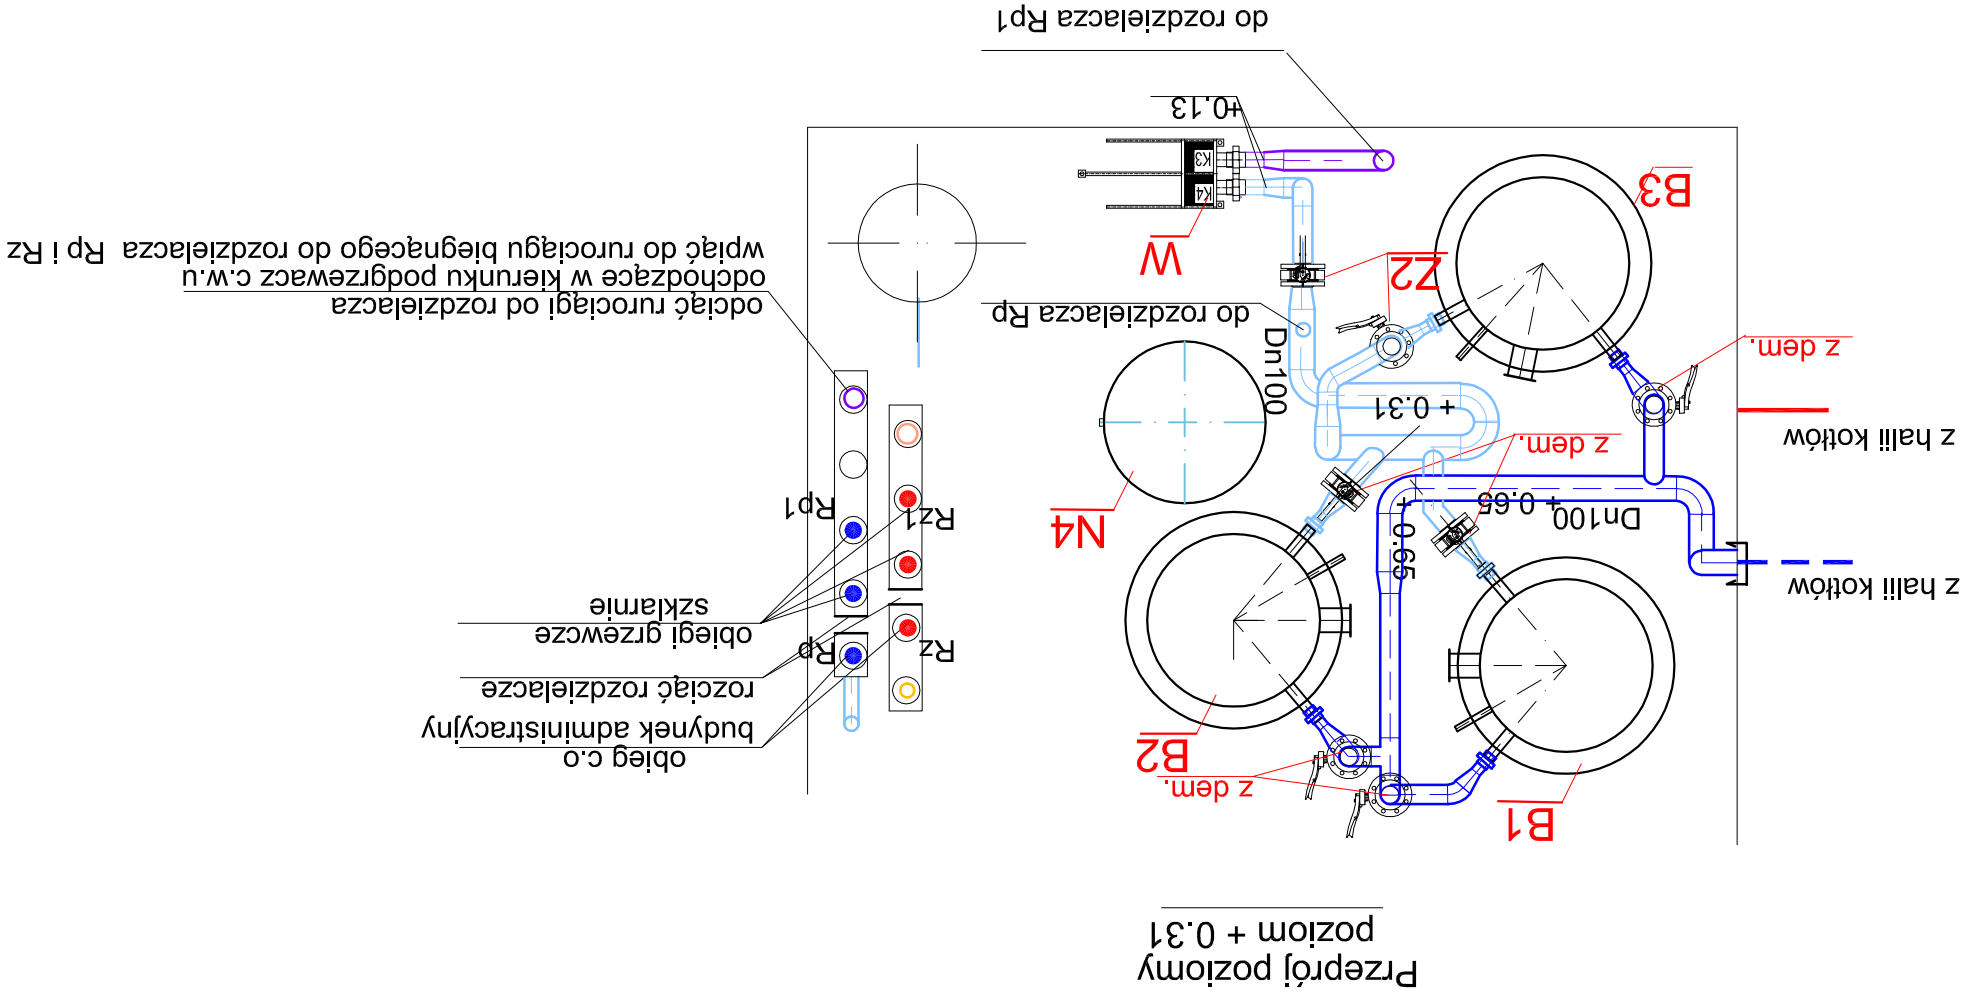 Przeprój poziomy
poziom + 0.31
B1
z dem.
B2
obieg c.o
budynek administracyjny
rozciąć rozdzielacze
obiegi grzewcze
szklarnie
Rz
Rp
Rz1
Rp1
z halii kotłów
Dn100
+ 0.65
+ 0.65
z halii kotłów
z dem.
N4
+ 0.31
Dn100
z dem.
do rozdzielacza Rp
odciąć rurociągi od rozdzielacza
odchodzące w kierunku podgrzewacz c.w.u
wpiąć do rurociągu biegnącego do rozdzielacza Rp i Rz
Z2
W
B3
K4
K3
+0.13
do rozdzielacza Rp1